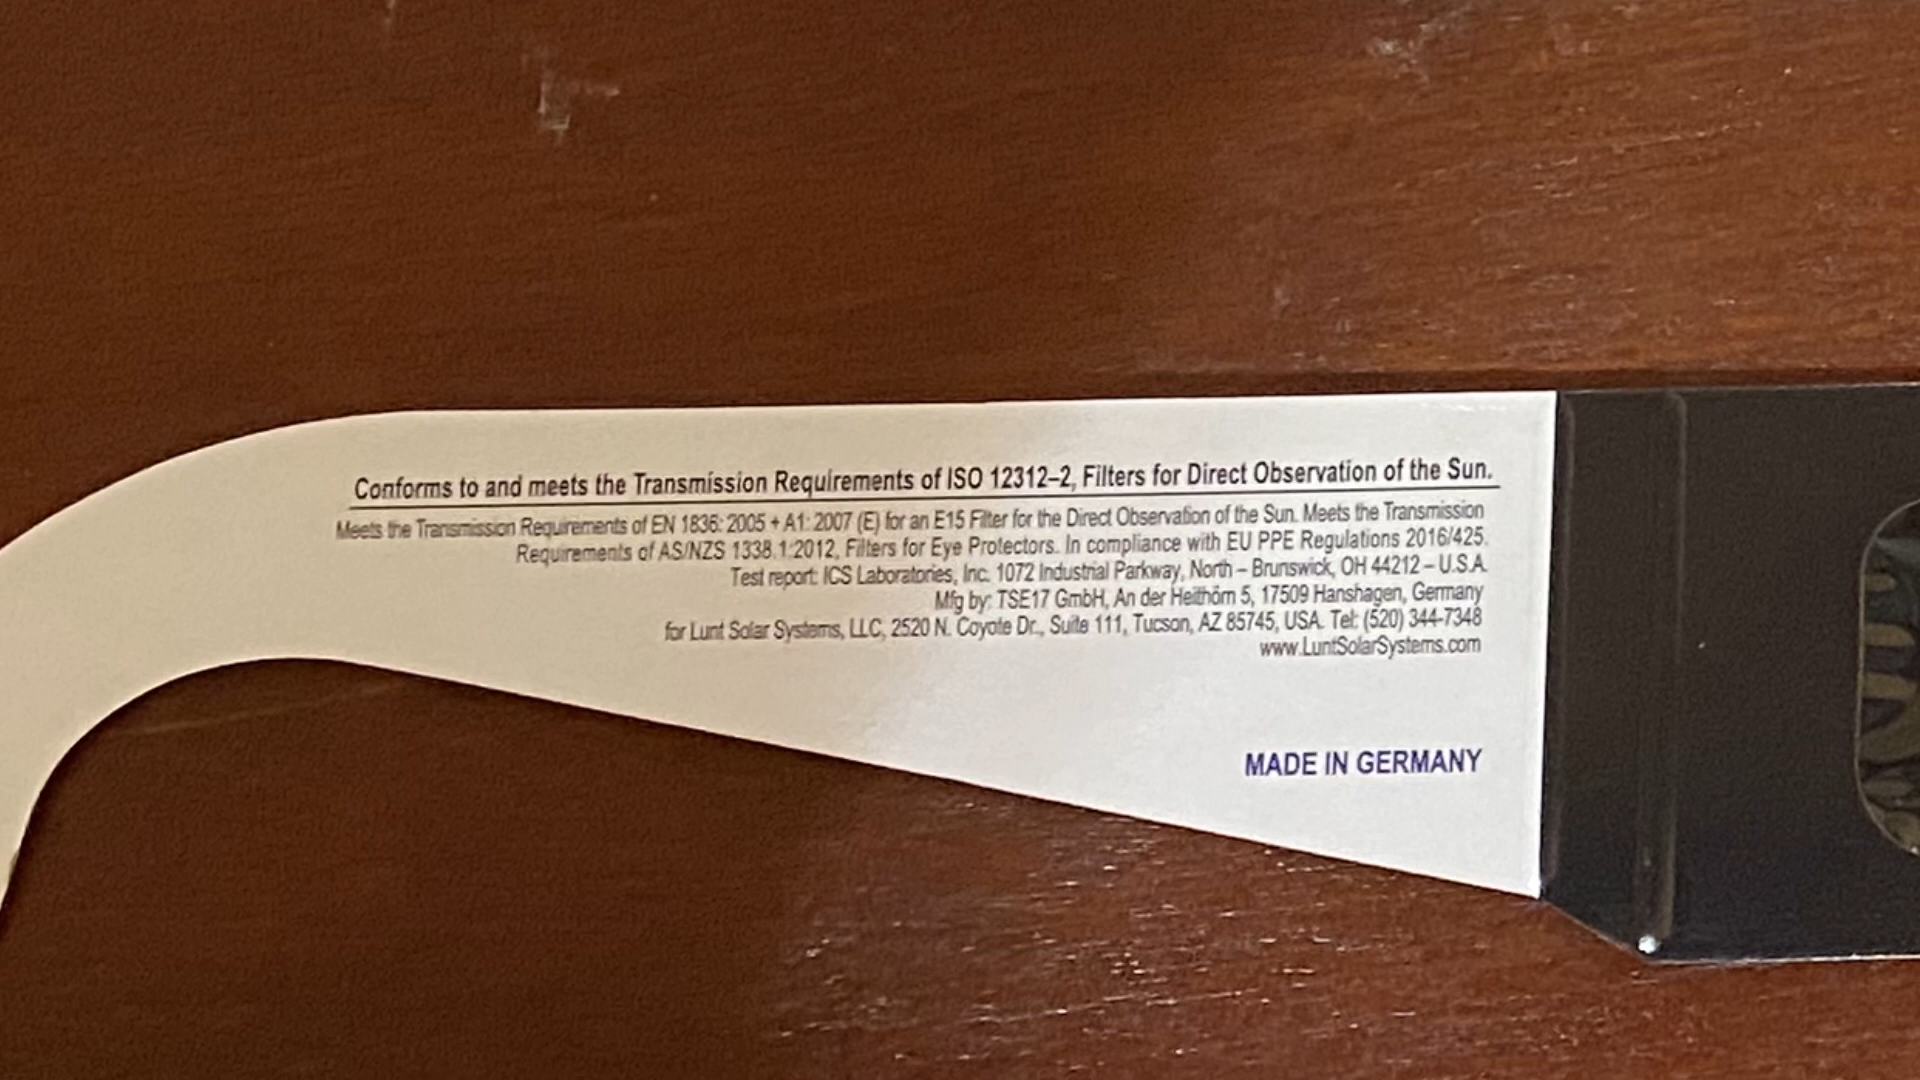 Conforms to and meets the Transmission Requirements of ISO 12312–2, Filters for Direct Observation of the Sun.
Meets the Transmission Requirements of EN 1836: 2005 + A1: 2007 (E) for an E15 Filter for the Direct Observation of the Sun. Meets the Transmission
Requirements of AS/NZS 1338.1:2012, Filters for Eye Protectors. In compliance with EU PPE Regulations 2016/425.
Test report: ICS Laboratories, Inc. 1072 Industrial Parkway, North – Brunswick, OH 44212 – U.S.A.
Mfg by: TSE17 GmbH, An der Heithörn 5, 17509 Hanshagen, Germany
for Lunt Solar Systems, LLC, 2520 N. Coyote Dr., Suite 111, Tucson, AZ 85745, USA. Tel: (520) 344-7348
www.LuntSolarSystems.com
MADE IN GERMANY